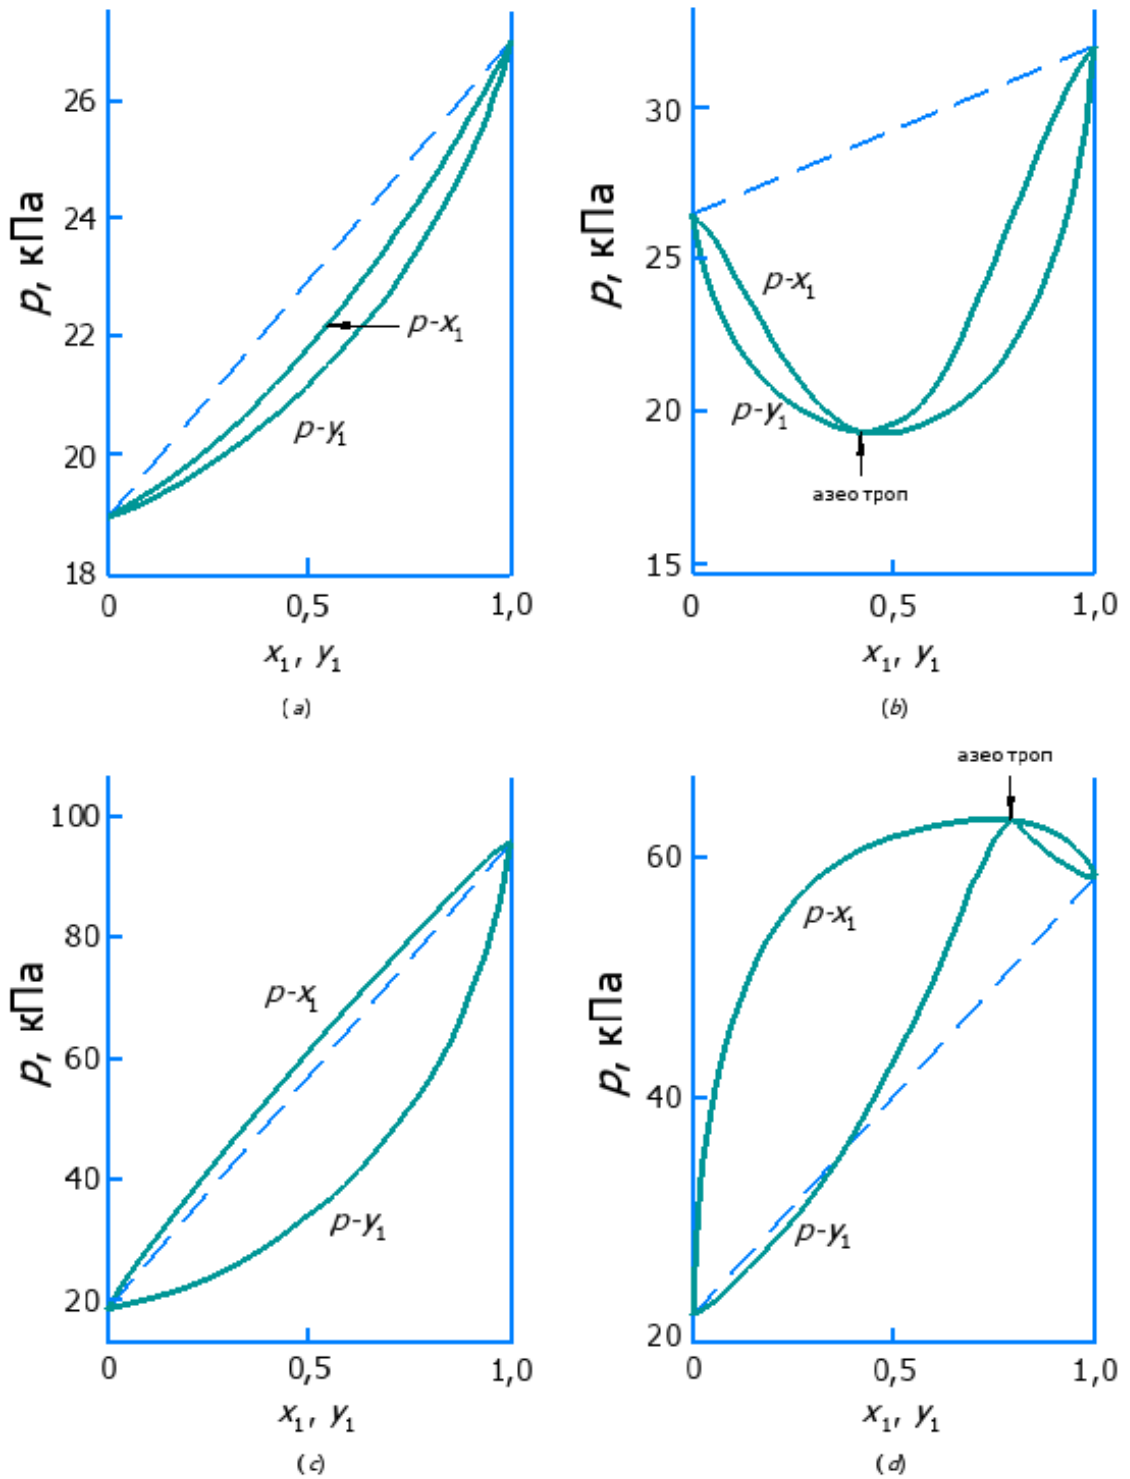 26
24
22
20
18
p, кПа
p-x₁
p-y₁
0 0,5 1,0
x₁, y₁
(a)
30
25
20
15
p, кПа
p-x₁
p-y₁
азеотроп
0 0,5 1,0
x₁, y₁
(b)
100
80
60
40
20
p, кПа
p-x₁
p-y₁
0 0,5 1,0
x₁, y₁
(c)
азеотроп
60
40
20
p, кПа
p-x₁
p-y₁
0 0,5 1,0
x₁, y₁
(d)